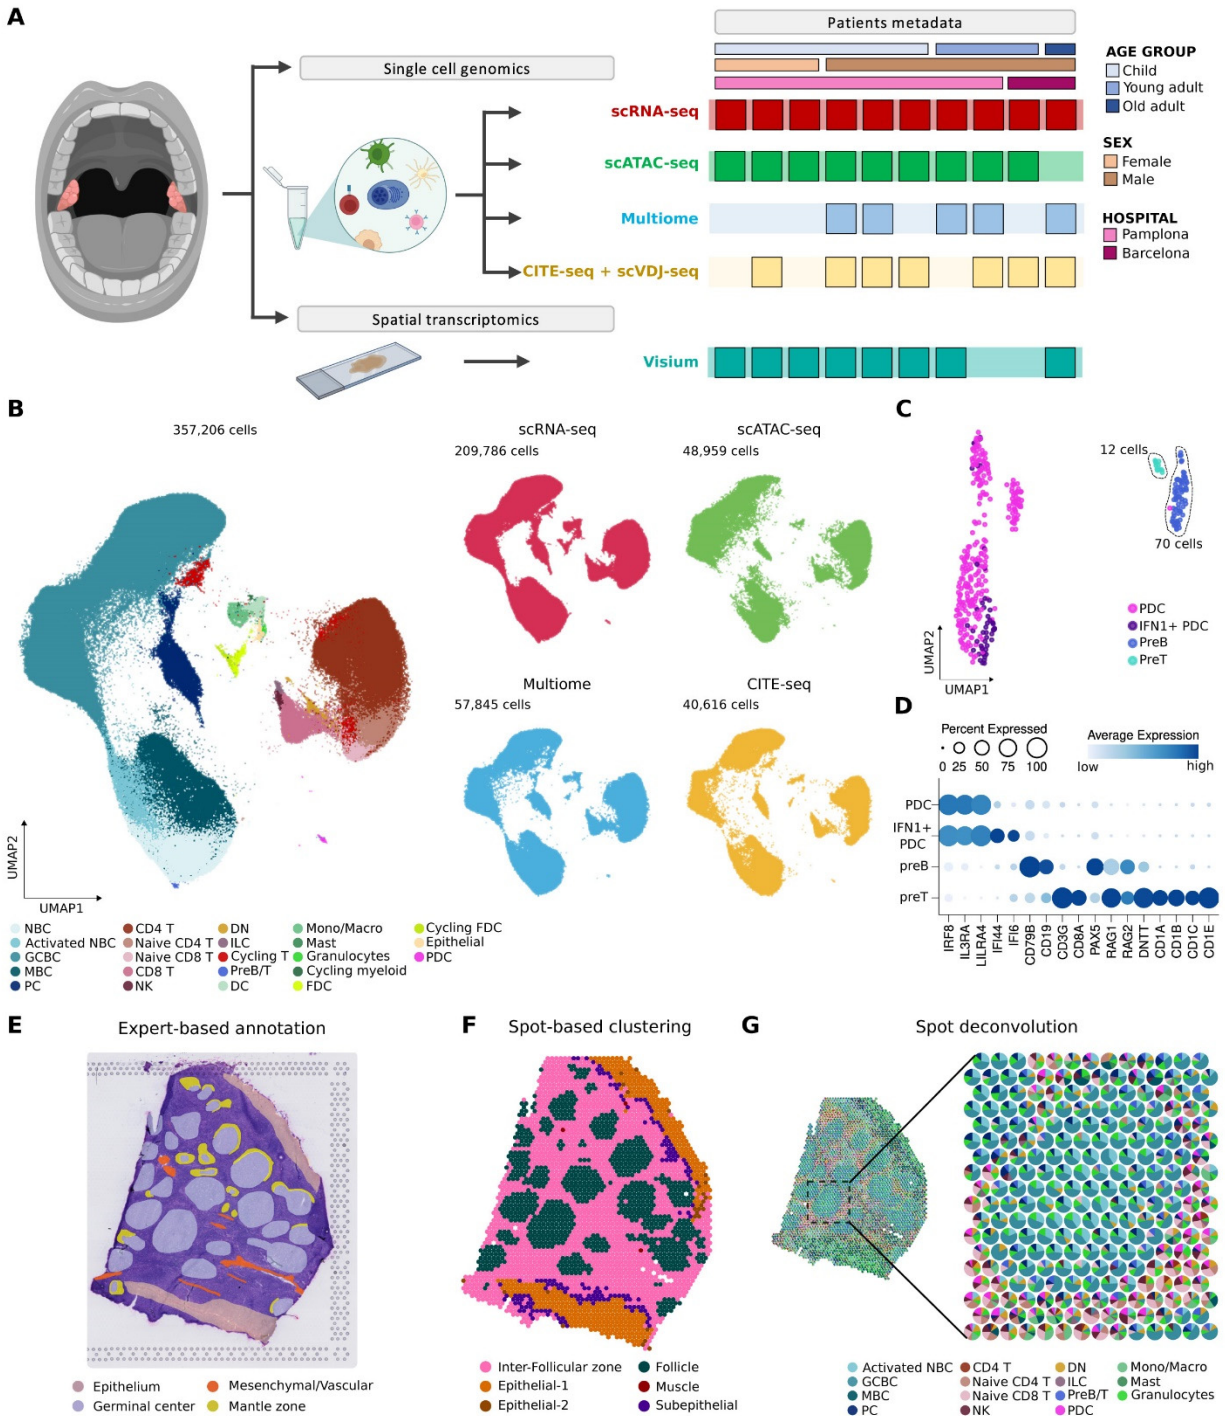 A
Patients metadata
Single cell genomics
AGE GROUP
Child
Young adult
Old adult
SEX
Female
Male
HOSPITAL
Pamplona
Barcelona
scRNA-seq
scATAC-seq
Multiome
CITE-seq + scVDJ-seq
Spatial transcriptomics
Visium
B
357,206 cells
scRNA-seq
209,786 cells
scATAC-seq
48,959 cells
Multiome
57,845 cells
CITE-seq
40,616 cells
UMAP2
UMAP1
NBC
Activated NBC
GCBC
MBC
PC
CD4 T
Naive CD4 T
Naive CD8 T
CD8 T
NK
DN
ILC
Cycling T
PreB/T
DC
Mono/Macro
Mast
Granulocytes
Cycling myeloid
FDC
Cycling FDC
Epithelial
PDC
C
12 cells
70 cells
PDC
IFN1+ PDC
PreB
PreT
UMAP2
UMAP1
D
Percent Expressed
0 25 50 75 100
Average Expression
low high
PDC
IFN1+
PDC
preB
preT
IRF8
IL3RA
LILRA4
IFI44
IFI6
CD79B
CD19
CD3G
CD8A
PAX5
RAG1
RAG2
DNTT
CD1A
CD1B
CD1C
CD1E
E
Expert-based annotation
Epithelium
Germinal center
Mesenchymal/Vascular
Mantle zone
F
Spot-based clustering
Inter-Follicular zone
Epithelial-1
Epithelial-2
Follicle
Muscle
Subepithelial
G
Spot deconvolution
Activated NBC
GCBC
MBC
PC
CD4 T
Naive CD4 T
Naive CD8 T
NK
DN
ILC
PreB/T
PDC
Mono/Macro
Mast
Granulocytes